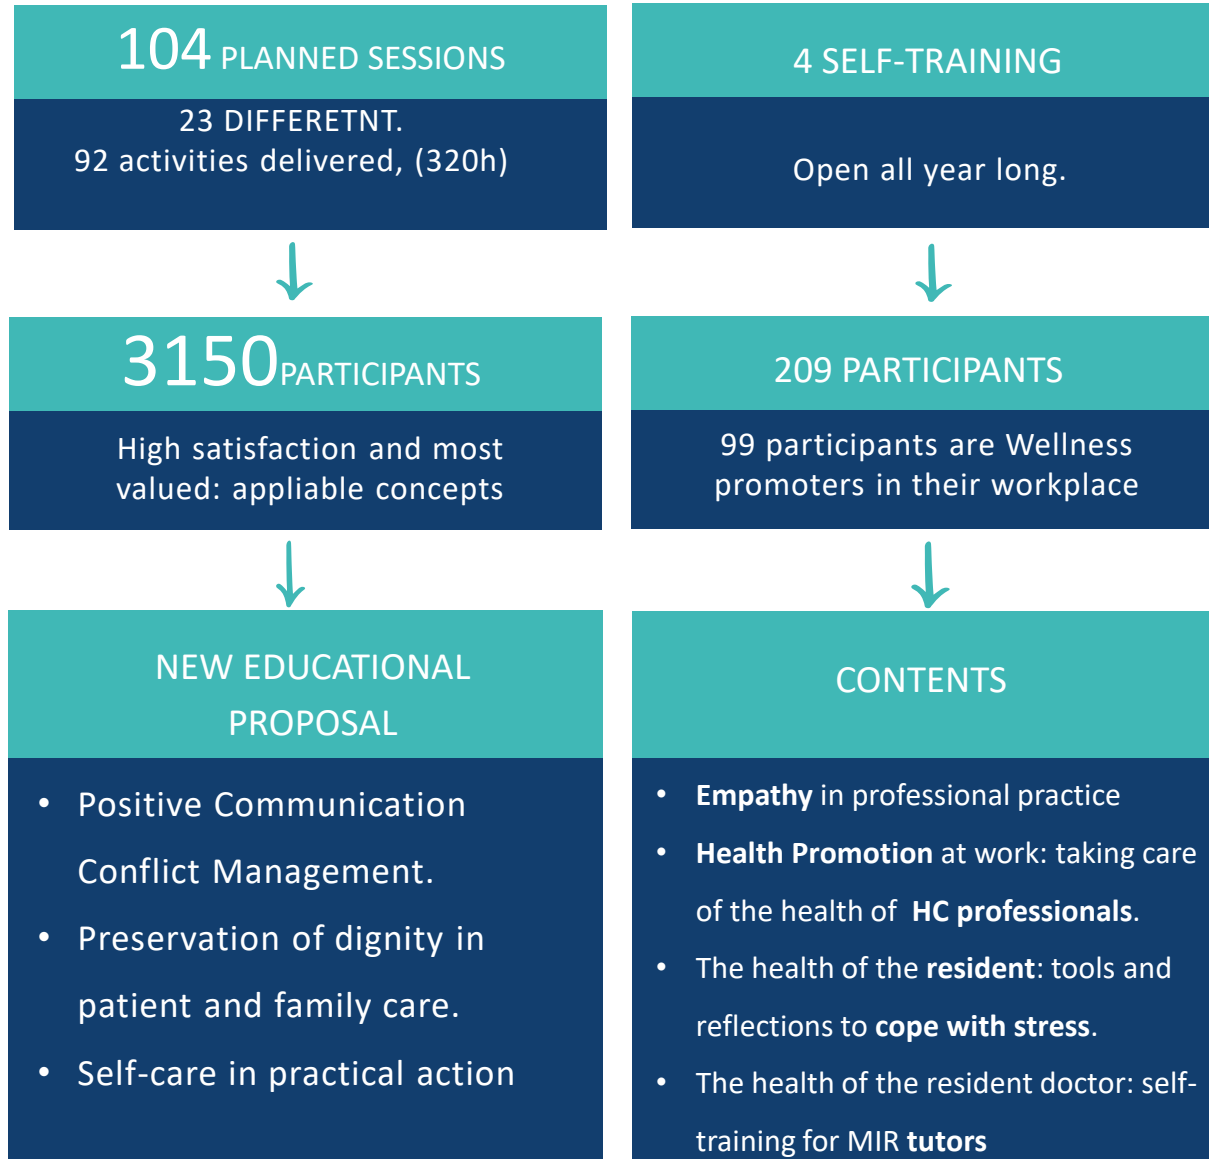 104 PLANNED SESSIONS
23 DIFFERETNT.
92 activities delivered, (320h)
3150 PARTICIPANTS
High satisfaction and most
valued: appliable concepts
NEW EDUCATIONAL
PROPOSAL
• Positive Communication
Conflict Management.
• Preservation of dignity in
patient and family care.
• Self-care in practical action
4 SELF-TRAINING
Open all year long.
209 PARTICIPANTS
99 participants are Wellness
promoters in their workplace
CONTENTS
• Empathy in professional practice
• Health Promotion at work: taking care
of the health of HC professionals.
• The health of the resident: tools and
reflections to cope with stress.
• The health of the resident doctor: self-
training for MIR tutors